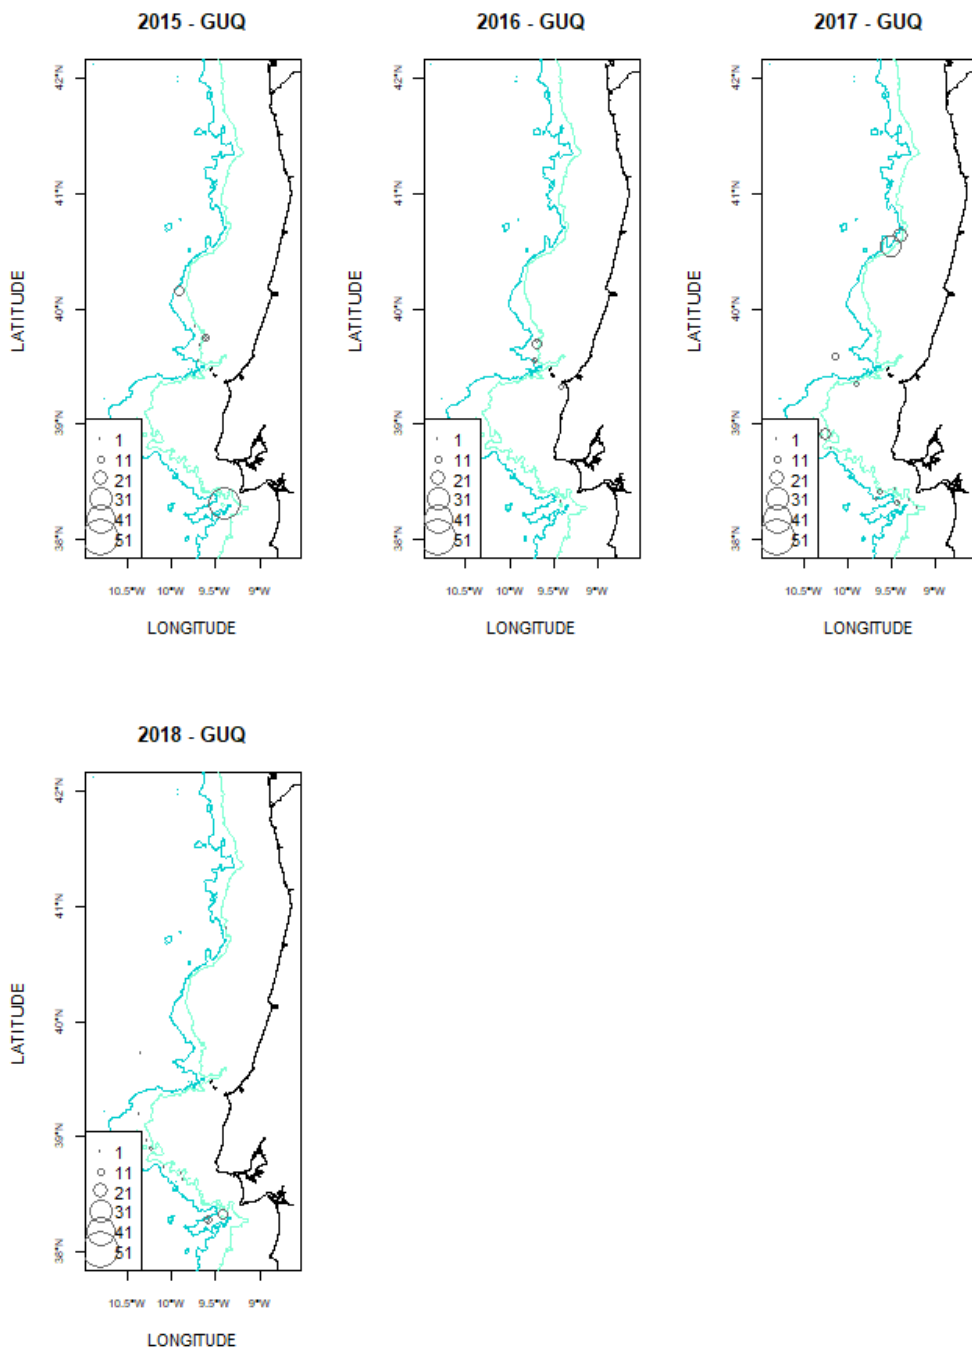 2015 - GUQ
2016 - GUQ
2017 - GUQ
LATITUDE
42°N
41°N
40°N
39°N
38°N
1
11
21
31
41
51
10.5°W 10°W 9.5°W 9°W
LONGITUDE
LATITUDE
42°N
41°N
40°N
39°N
38°N
1
11
21
31
41
51
10.5°W 10°W 9.5°W 9°W
LONGITUDE
LATITUDE
42°N
41°N
40°N
39°N
38°N
1
11
21
31
41
51
10.5°W 10°W 9.5°W 9°W
LONGITUDE
2018 - GUQ
LATITUDE
42°N
41°N
40°N
39°N
38°N
1
11
21
31
41
51
10.5°W 10°W 9.5°W 9°W
LONGITUDE